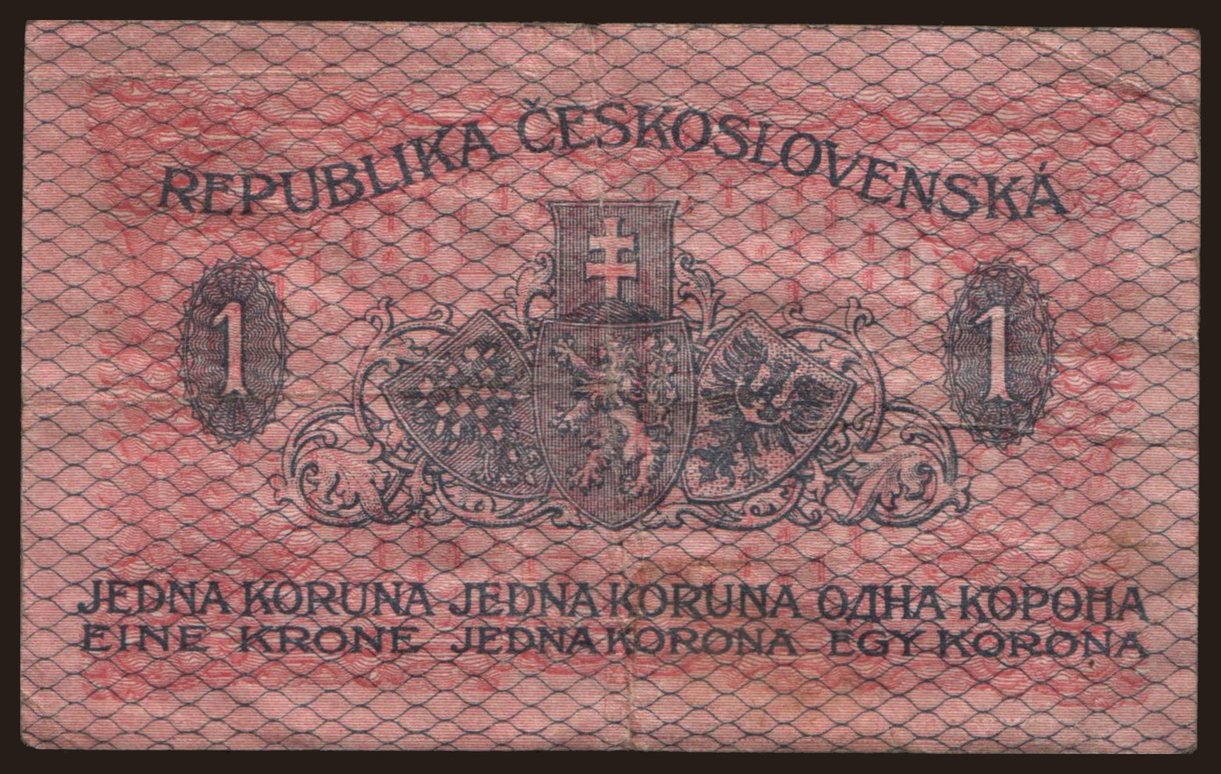 REPUBLIKA ČESKOSLOVENSKÁ
1 1
JEDNA KORUNA JEDNA KORUNA ОДНА КОРОНА
EINE KRONE JEDNA KORONA EGY KORONA